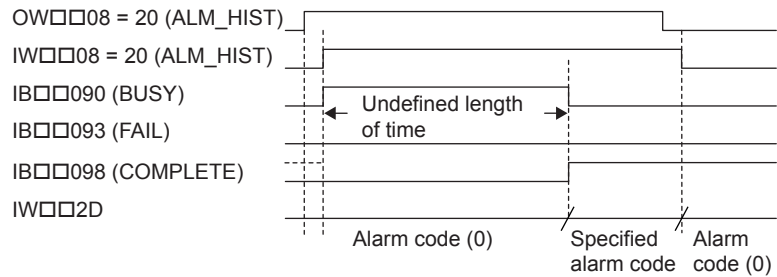 OW□□08 = 20 (ALM_HIST)
IW□□08 = 20 (ALM_HIST)
IB□□090 (BUSY)
Undefined length
of time
IB□□093 (FAIL)
IB□□098 (COMPLETE)
IW□□2D
Alarm code (0)
Specified
alarm code
Alarm
code (0)